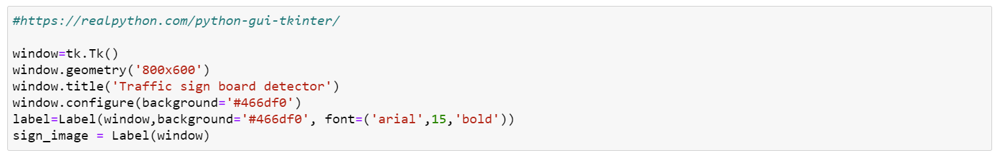 #https://realpython.com/python-gui-tkinter/
window=tk.Tk()
window.geometry('800x600')
window.title('Traffic sign board detector')
window.configure(background='#466df0')
label=Label(window,background='#466df0', font=('arial',15,'bold'))
sign_image = Label(window)